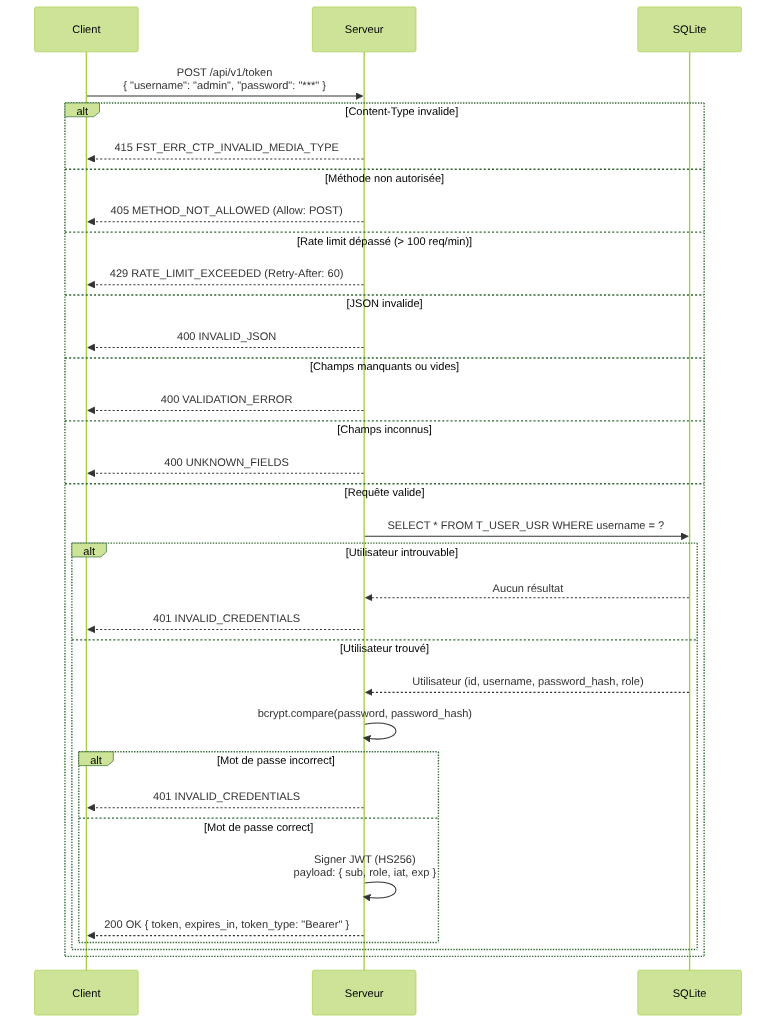 Client
Serveur
SQLite
POST /api/v1/token
{ "username": "admin", "password": "***" }
alt
[Content-Type invalide]
415 FST_ERR_CTP_INVALID_MEDIA_TYPE
[Méthode non autorisée]
405 METHOD_NOT_ALLOWED (Allow: POST)
[Rate limit dépassé (> 100 req/min)]
429 RATE_LIMIT_EXCEEDED (Retry-After: 60)
[JSON invalide]
400 INVALID_JSON
[Champs manquants ou vides]
400 VALIDATION_ERROR
[Champs inconnus]
400 UNKNOWN_FIELDS
[Requête valide]
SELECT * FROM T_USER_USR WHERE username = ?
alt
[Utilisateur introuvable]
Aucun résultat
401 INVALID_CREDENTIALS
[Utilisateur trouvé]
Utilisateur (id, username, password_hash, role)
bcrypt.compare(password, password_hash)
alt
[Mot de passe incorrect]
401 INVALID_CREDENTIALS
[Mot de passe correct]
Signer JWT (HS256)
payload: { sub, role, iat, exp }
200 OK { token, expires_in, token_type: "Bearer" }
Client
Serveur
SQLite